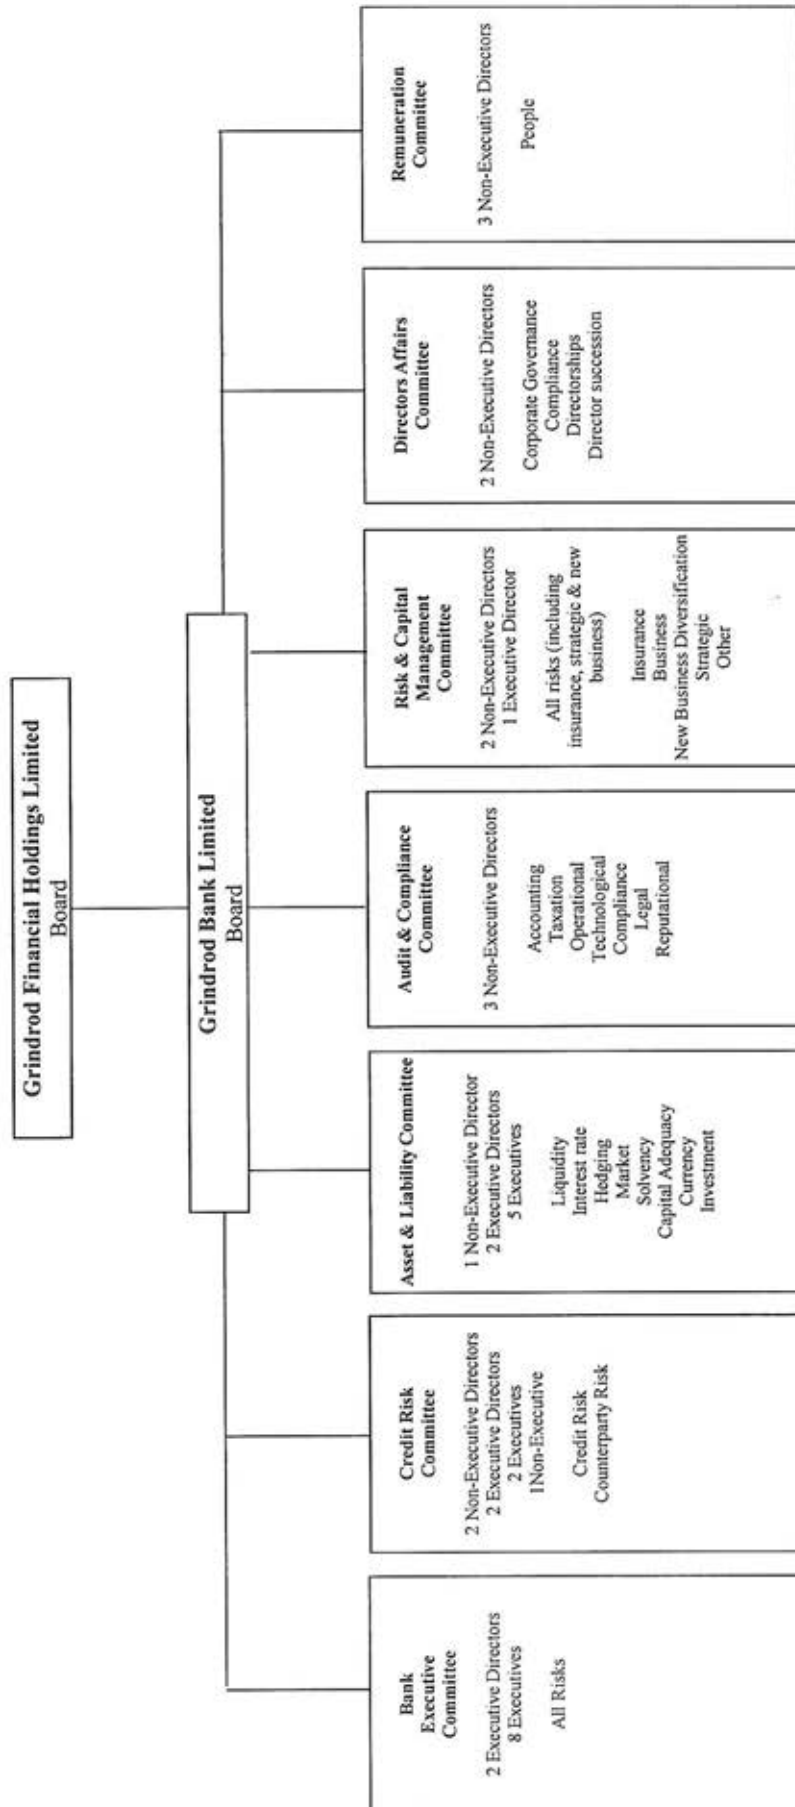 Grindrod Financial Holdings Limited
Board
Grindrod Bank Limited
Board
Bank
Executive
Committee
2 Executive Directors
8 Executives
All Risks
Credit Risk
Committee
2 Non-Executive Directors
2 Executive Directors
2 Executives
1Non-Executive
Credit Risk
Counterparty Risk
Asset & Liability Committee
1 Non-Executive Director
2 Executive Directors
5 Executives
Liquidity
Interest rate
Hedging
Market
Solvency
Capital Adequacy
Currency
Investment
Audit & Compliance
Committee
3 Non-Executive Directors
Accounting
Taxation
Operational
Technological
Compliance
Legal
Reputational
Risk & Capital
Management
Committee
2 Non-Executive Directors
1 Executive Director
All risks (including
insurance, strategic & new
business)
Insurance
Business
New Business Diversification
Strategic
Other
Directors Affairs
Committee
2 Non-Executive Directors
Corporate Governance
Compliance
Directorships
Director succession
Remuneration
Committee
3 Non-Executive Directors
People